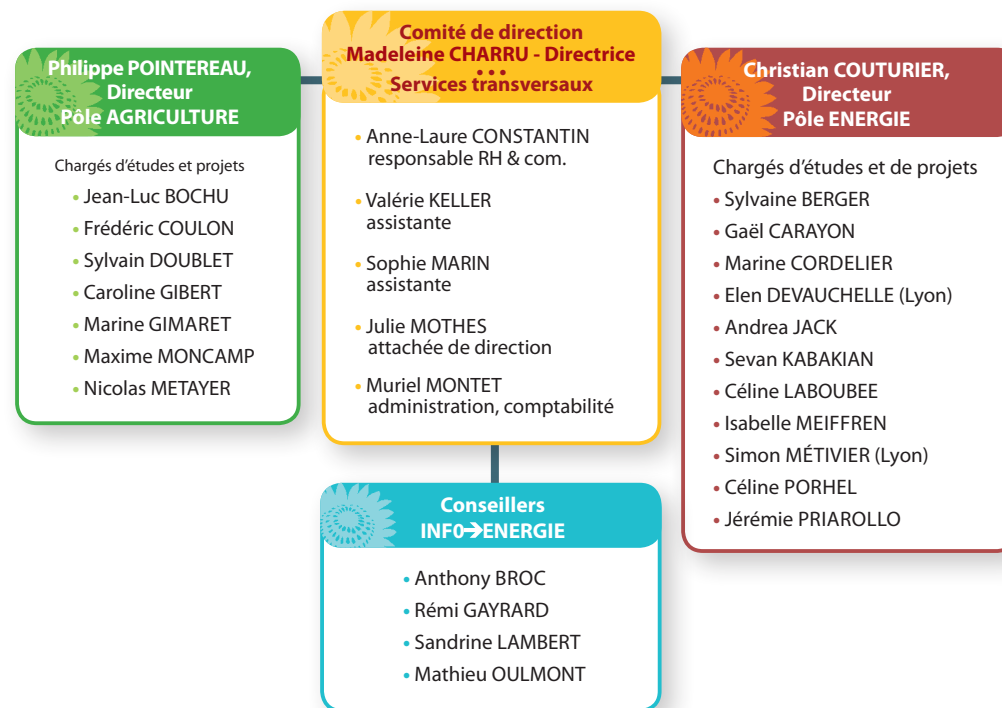 Philippe POINTEREAU,
Directeur
Pôle AGRICULTURE
Chargés d'études et projets
• Jean-Luc BOCHU
• Frédéric COULON
• Sylvain DOUBLET
• Caroline GIBERT
• Marine GIMARET
• Maxime MONCAMP
• Nicolas METAYER
Comité de direction
Madeleine CHARRU - Directrice
• • •
Services transversaux
• Anne-Laure CONSTANTIN
responsable RH & com.
• Valérie KELLER
assistante
• Sophie MARIN
assistante
• Julie MOTHES
attachée de direction
• Muriel MONTET
administration, comptabilité
Christian COUTURIER,
Directeur
Pôle ENERGIE
Chargés d'études et de projets
• Sylvaine BERGER
• Gaël CARAYON
• Marine CORDELIER
• Elen DEVAUCHELLE (Lyon)
• Andrea JACK
• Sevan KABAKIAN
• Céline LABOUBEE
• Isabelle MEIFFREN
• Simon MÉTIVIER (Lyon)
• Céline PORHEL
• Jérémie PRIAROLLO
Conseillers
INFO➔ENERGIE
• Anthony BROC
• Rémi GAYRARD
• Sandrine LAMBERT
• Mathieu OULMONT